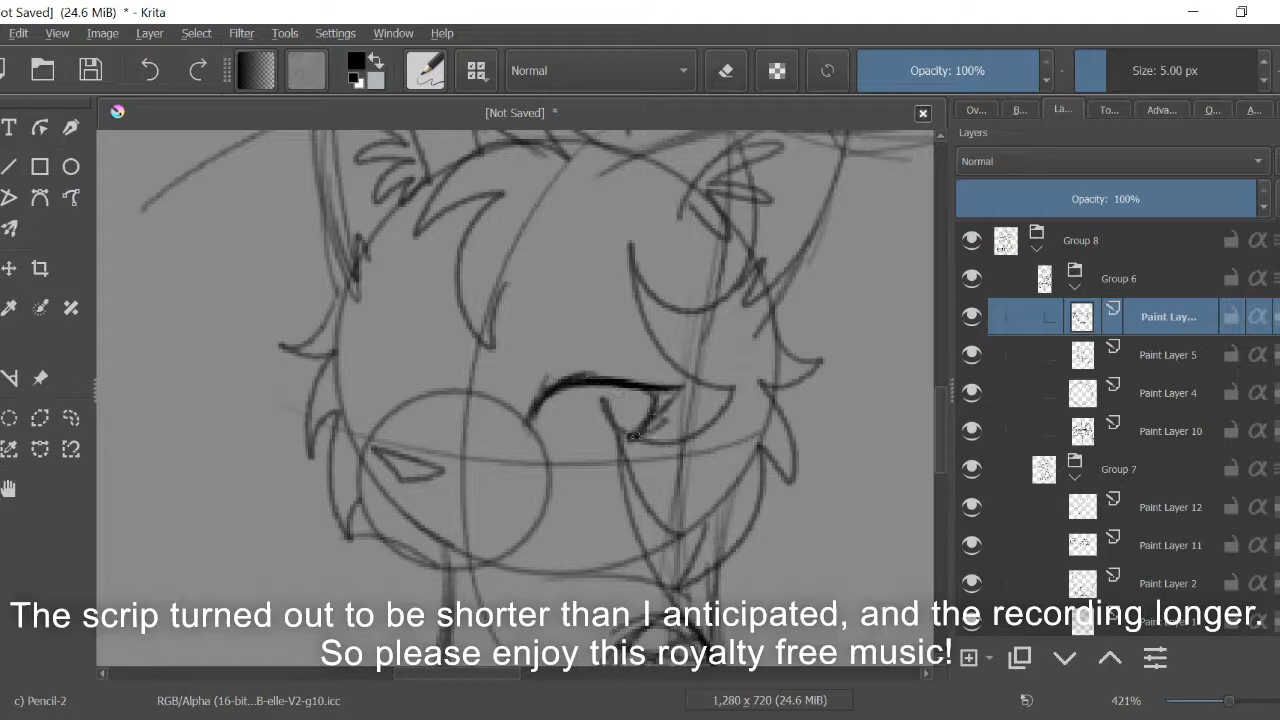 ot Saved] (24.6 MiB) * - Krita
Edit View Image Layer Select Filter Tools Settings Window Help
Normal Opacity: 100% Size: 5.00 px
[Not Saved] *
Ov... B... La... To... Adva... O... A...
Layers
Normal
Opacity: 100%
Group 8
Group 6
Paint Lay...
Paint Layer 5
Paint Layer 4
Paint Layer 10
Group 7
Paint Layer 12
Paint Layer 11
Paint Layer 2
The scrip turned out to be shorter than I anticipated, and the recording longer.
So please enjoy this royalty free music!
c) Pencil-2 RGB/Alpha (16-bit...B-elle-V2-g10.icc 1,280 x 720 (24.6 MiB) 421%